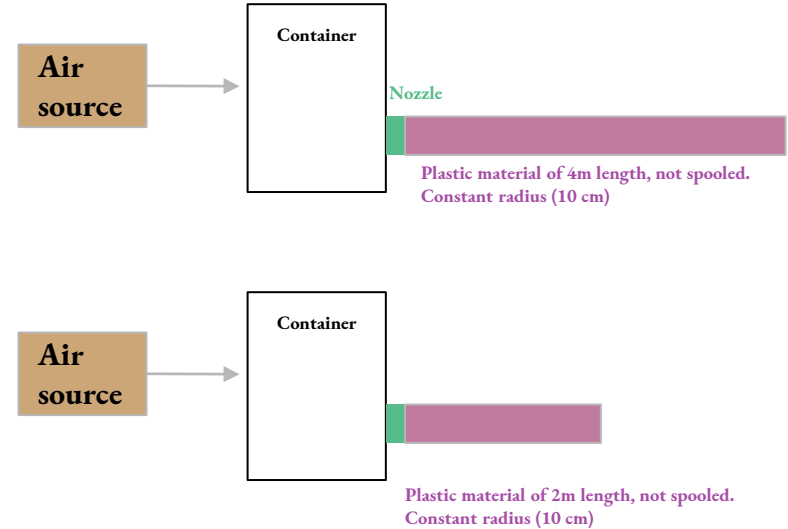 Container
Air
source
Nozzle
Plastic material of 4m length, not spooled.
Constant radius (10 cm)
Container
Air
source
Plastic material of 2m length, not spooled.
Constant radius (10 cm)